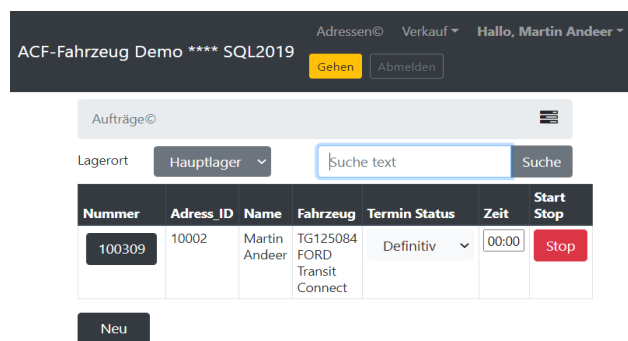 Adressen© Verkauf Hallo, Martin Andeer
ACF-Fahrzeug Demo **** SQL2019
Gehen Abmelden
Aufträge©
Lagerort Hauptlager Suche text Suche
Nummer Adress_ID Name Fahrzeug Termin Status Zeit Start Stop
100309 10002 Martin Andeer TG125084 FORD Transit Connect Definitiv 00:00 Stop
Neu